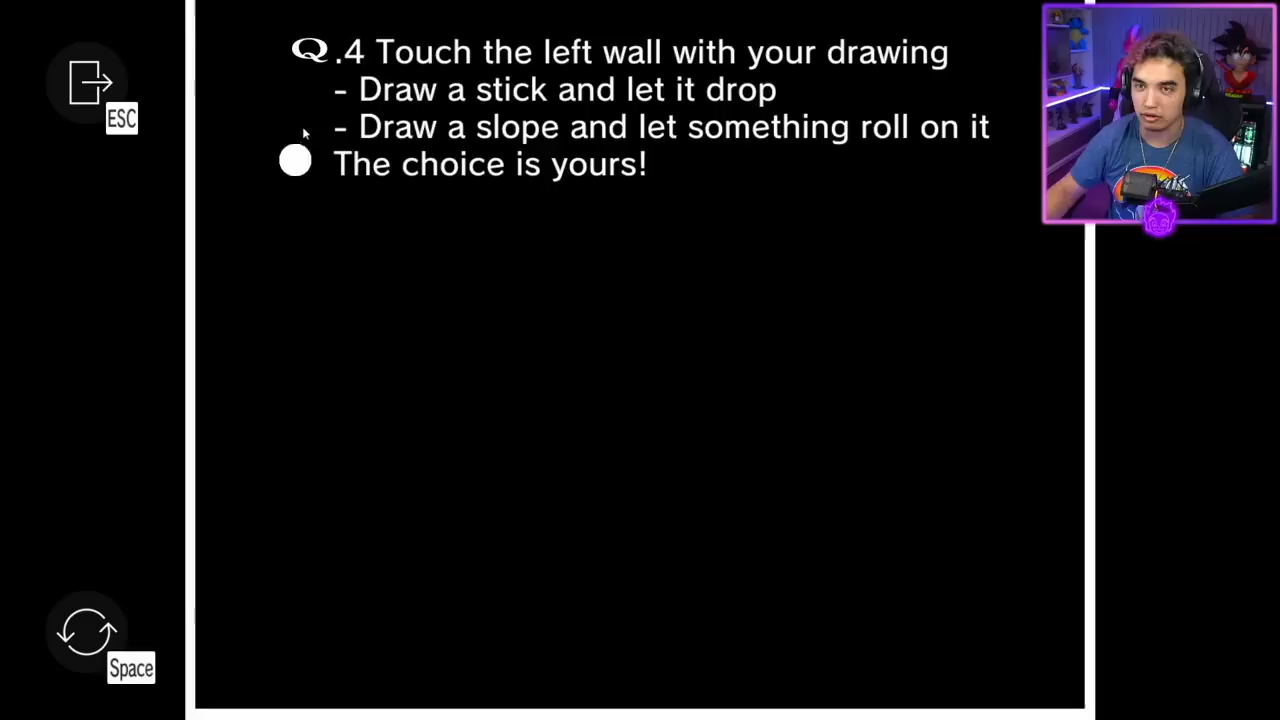 Q.4 Touch the left wall with your drawing
- Draw a stick and let it drop
- Draw a slope and let something roll on it
The choice is yours!
ESC
Space